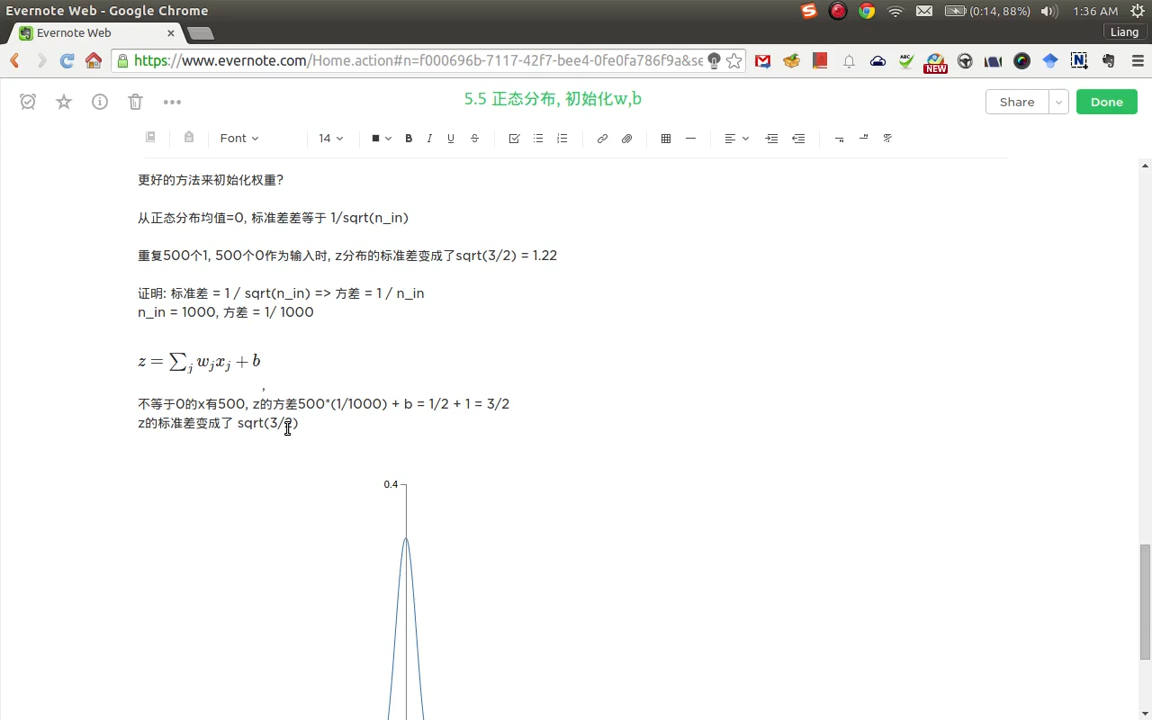 Evernote Web - Google Chrome
(0:14, 88%) 1:36 AM
Evernote Web ×
Liang
https://www.evernote.com/Home.action#n=f000696b-7117-42f7-bee4-0fe0fa786f9a&se
NEW
5.5 正态分布, 初始化w,b
Share
Done
Font 14 B I U S
更好的方法来初始化权重?
从正态分布均值=0, 标准差差等于 1/sqrt(n_in)
重复500个1, 500个0作为输入时, z分布的标准差变成了sqrt(3/2) = 1.22
证明: 标准差 = 1 / sqrt(n_in) => 方差 = 1 / n_in
n_in = 1000, 方差 = 1/ 1000
z = ∑j wjxj + b
,
不等于0的x有500, z的方差500*(1/1000) + b = 1/2 + 1 = 3/2
z的标准差变成了 sqrt(3/2)
0.4